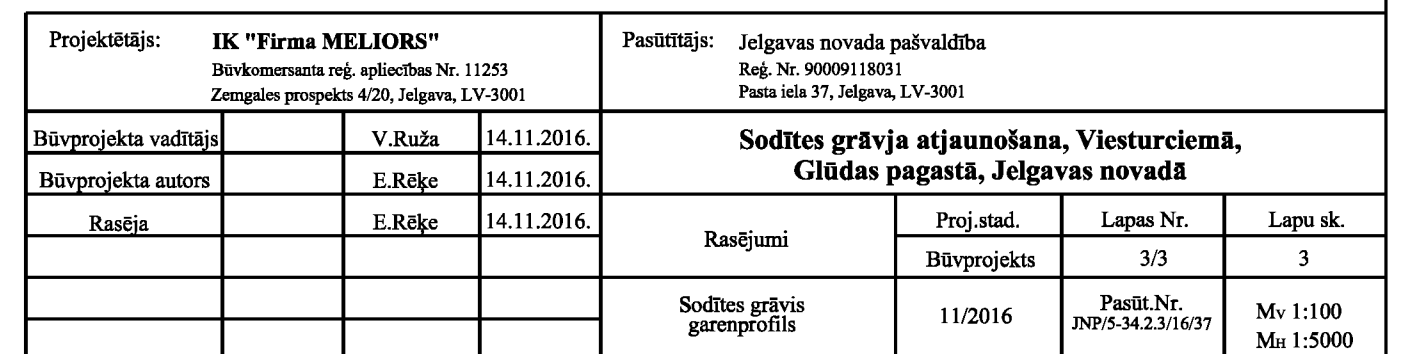 Projektētājs: IK "Firma MELIORS"
Būvkomersanta reģ. apliecības Nr. 11253
Zemgales prospekts 4/20, Jelgava, LV-3001
Pasūtītājs: Jelgavas novada pašvaldība
Reģ. Nr. 90009118031
Pasta iela 37, Jelgava, LV-3001
Būvprojekta vadītājs V.Ruža 14.11.2016.
Būvprojekta autors E.Rēķe 14.11.2016.
Rasēja E.Rēķe 14.11.2016.
Sodītes grāvja atjaunošana, Viesturciemā,
Glūdas pagastā, Jelgavas novadā
Rasējumi
Proj.stad. Lapas Nr. Lapu sk.
Būvprojekts 3/3 3
Sodītes grāvis
garenprofils
11/2016
Pasūt.Nr.
JNP/5-34.2.3/16/37
Mv 1:100
MH 1:5000